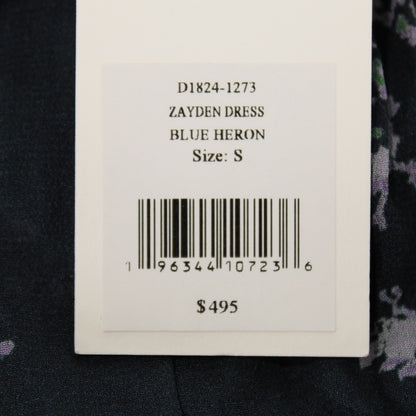 D1824-1273
ZAYDEN DRESS
BLUE HERON
Size: S
1 96344 10723 6
$495